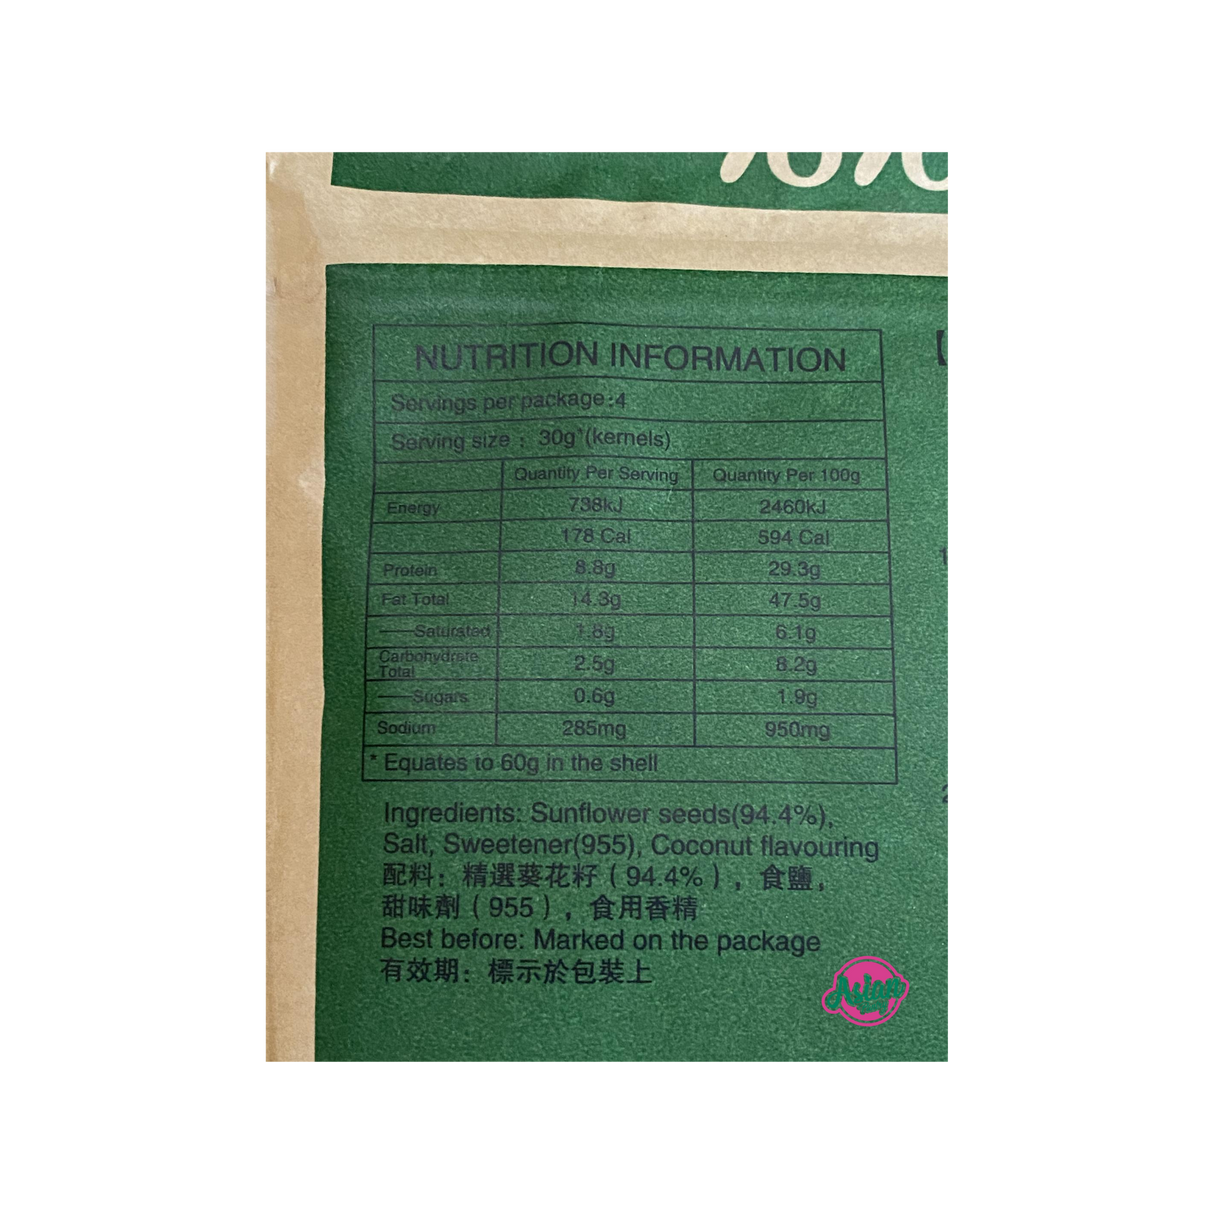 NUTRITION INFORMATION
Servings per package:4
Serving size : 30g*(kernels)
Quantity Per Serving Quantity Per 100g
Energy 738kJ 2460kJ
178 Cal 594 Cal
Protein 8.8g 29.3g
Fat Total 14.3g 47.5g
——Saturated 1.8g 6.1g
Carbohydrate Total 2.5g 8.2g
——Sugars 0.6g 1.9g
Sodium 285mg 950mg
* Equates to 60g in the shell
Ingredients: Sunflower seeds(94.4%),
Salt, Sweetener(955), Coconut flavouring
配料：精選葵花籽（94.4%），食鹽，
甜味劑（955），食用香精
Best before: Marked on the package
有效期：標示於包裝上
Asian